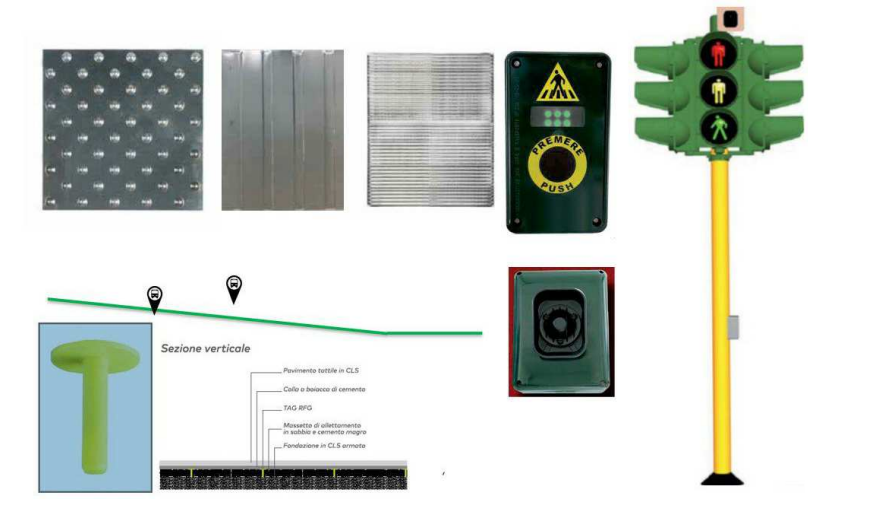 PREMERE
PUSH
Sezione verticale
Pavimento tattile in CLS
Colla o boiacca di cemento
TAG RFG
Massetto di allettamento
in sabbia e cemento magro
Fondazione in CLS armata